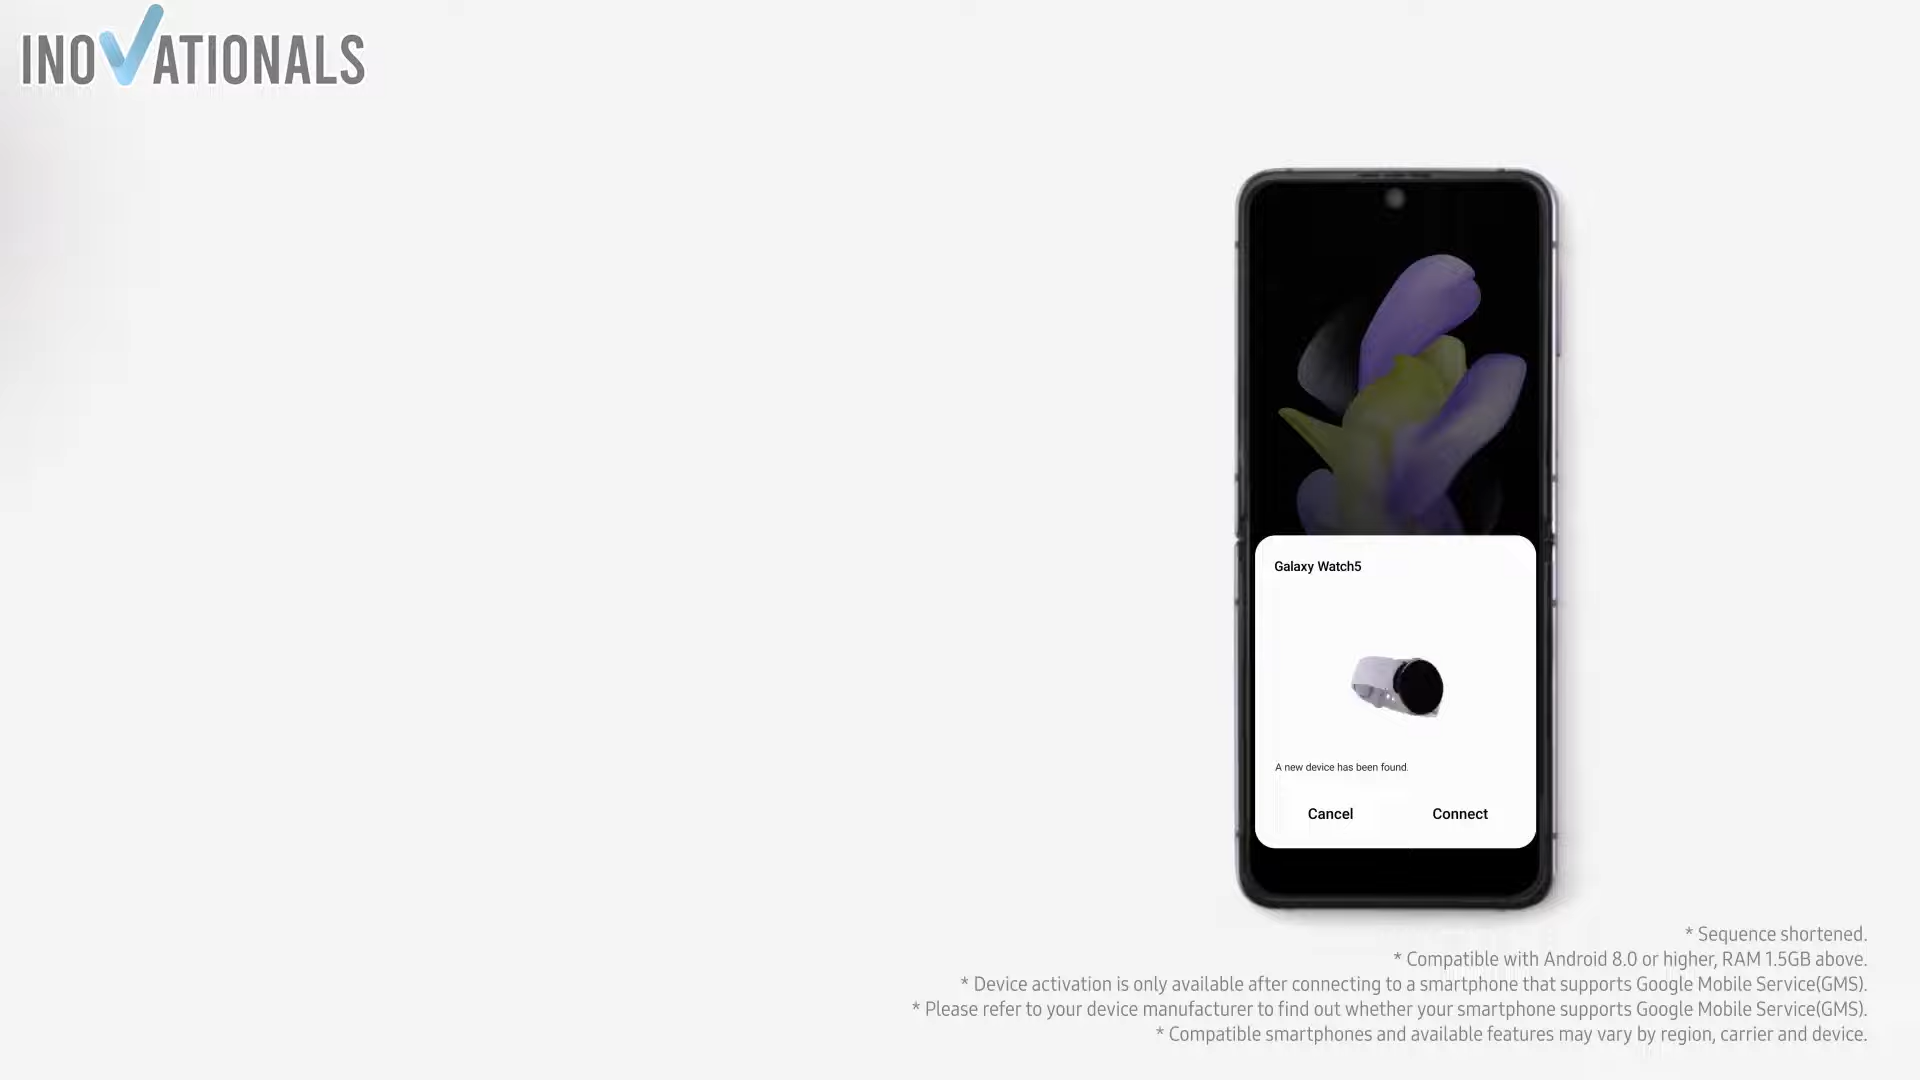 INOVATIONALS
Galaxy Watch5
A new device has been found.
Cancel Connect
* Sequence shortened.
* Compatible with Android 8.0 or higher, RAM 1.5GB above.
* Device activation is only available after connecting to a smartphone that supports Google Mobile Service(GMS).
* Please refer to your device manufacturer to find out whether your smartphone supports Google Mobile Service(GMS).
* Compatible smartphones and available features may vary by region, carrier and device.